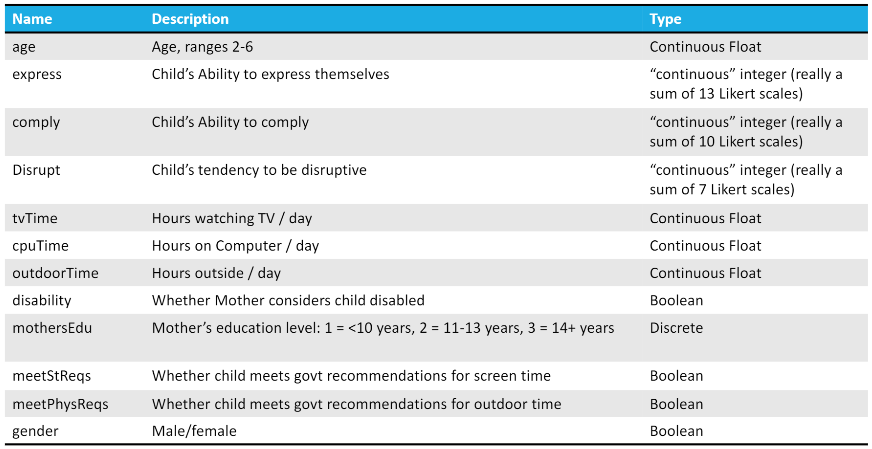 Name Description Type
age Age, ranges 2-6 Continuous Float
express Child’s Ability to express themselves “continuous” integer (really a
sum of 13 Likert scales)
comply Child’s Ability to comply “continuous” integer (really a
sum of 10 Likert scales)
Disrupt Child’s tendency to be disruptive “continuous” integer (really a
sum of 7 Likert scales)
tvTime Hours watching TV / day Continuous Float
cpuTime Hours on Computer / day Continuous Float
outdoorTime Hours outside / day Continuous Float
disability Whether Mother considers child disabled Boolean
mothersEdu Mother’s education level: 1 = <10 years, 2 = 11-13 years, 3 = 14+ years Discrete
meetStReqs Whether child meets govt recommendations for screen time Boolean
meetPhysReqs Whether child meets govt recommendations for outdoor time Boolean
gender Male/female Boolean